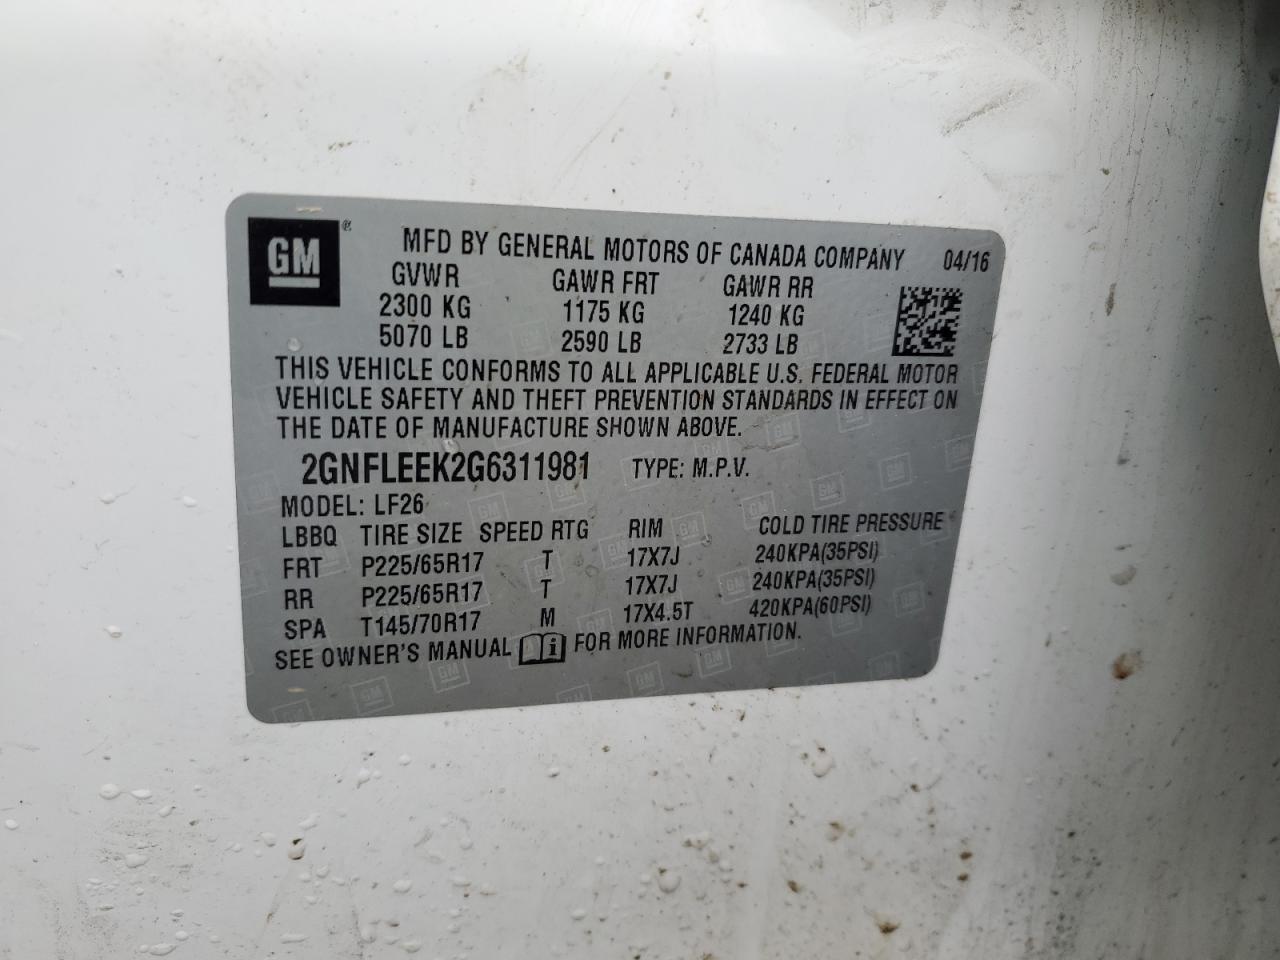 GM ®
MFD BY GENERAL MOTORS OF CANADA COMPANY 04/16
GVWR GAWR FRT GAWR RR
2300 KG 1175 KG 1240 KG
5070 LB 2590 LB 2733 LB
THIS VEHICLE CONFORMS TO ALL APPLICABLE U.S. FEDERAL MOTOR
VEHICLE SAFETY AND THEFT PREVENTION STANDARDS IN EFFECT ON
THE DATE OF MANUFACTURE SHOWN ABOVE.
2GNFLEEK2G6311981 TYPE: M.P.V.
MODEL: LF26
LBBQ TIRE SIZE SPEED RTG RIM COLD TIRE PRESSURE
FRT P225/65R17 T 17X7J 240KPA(35PSI)
RR P225/65R17 T 17X7J 240KPA(35PSI)
SPA T145/70R17 M 17X4.5T 420KPA(60PSI)
SEE OWNER'S MANUAL i FOR MORE INFORMATION.